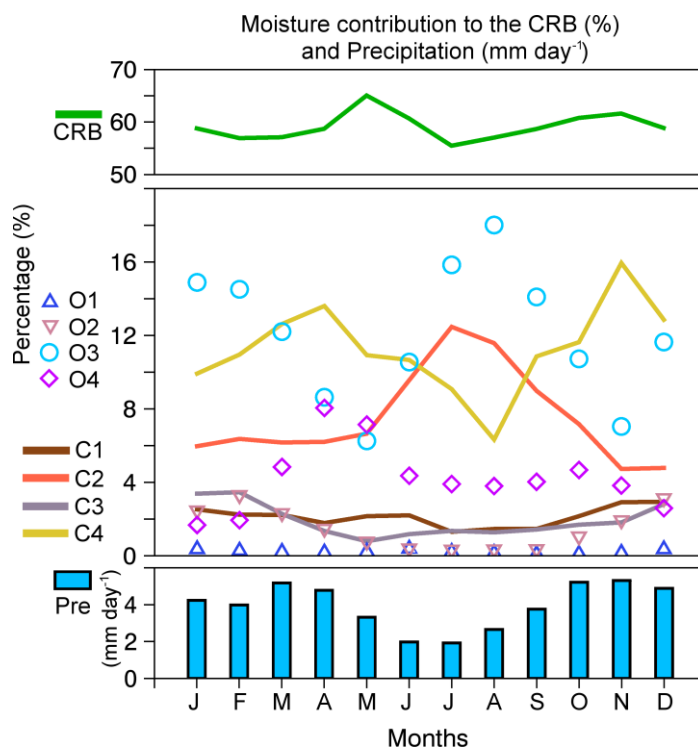 Moisture contribution to the CRB (%)
and Precipitation (mm day⁻¹)
70
60
50
CRB
Percentage (%)
16
12
8
4
0
O1
O2
O3
O4
C1
C2
C3
C4
Pre
(mm day⁻¹)
4
2
0
J F M A M J J A S O N D
Months